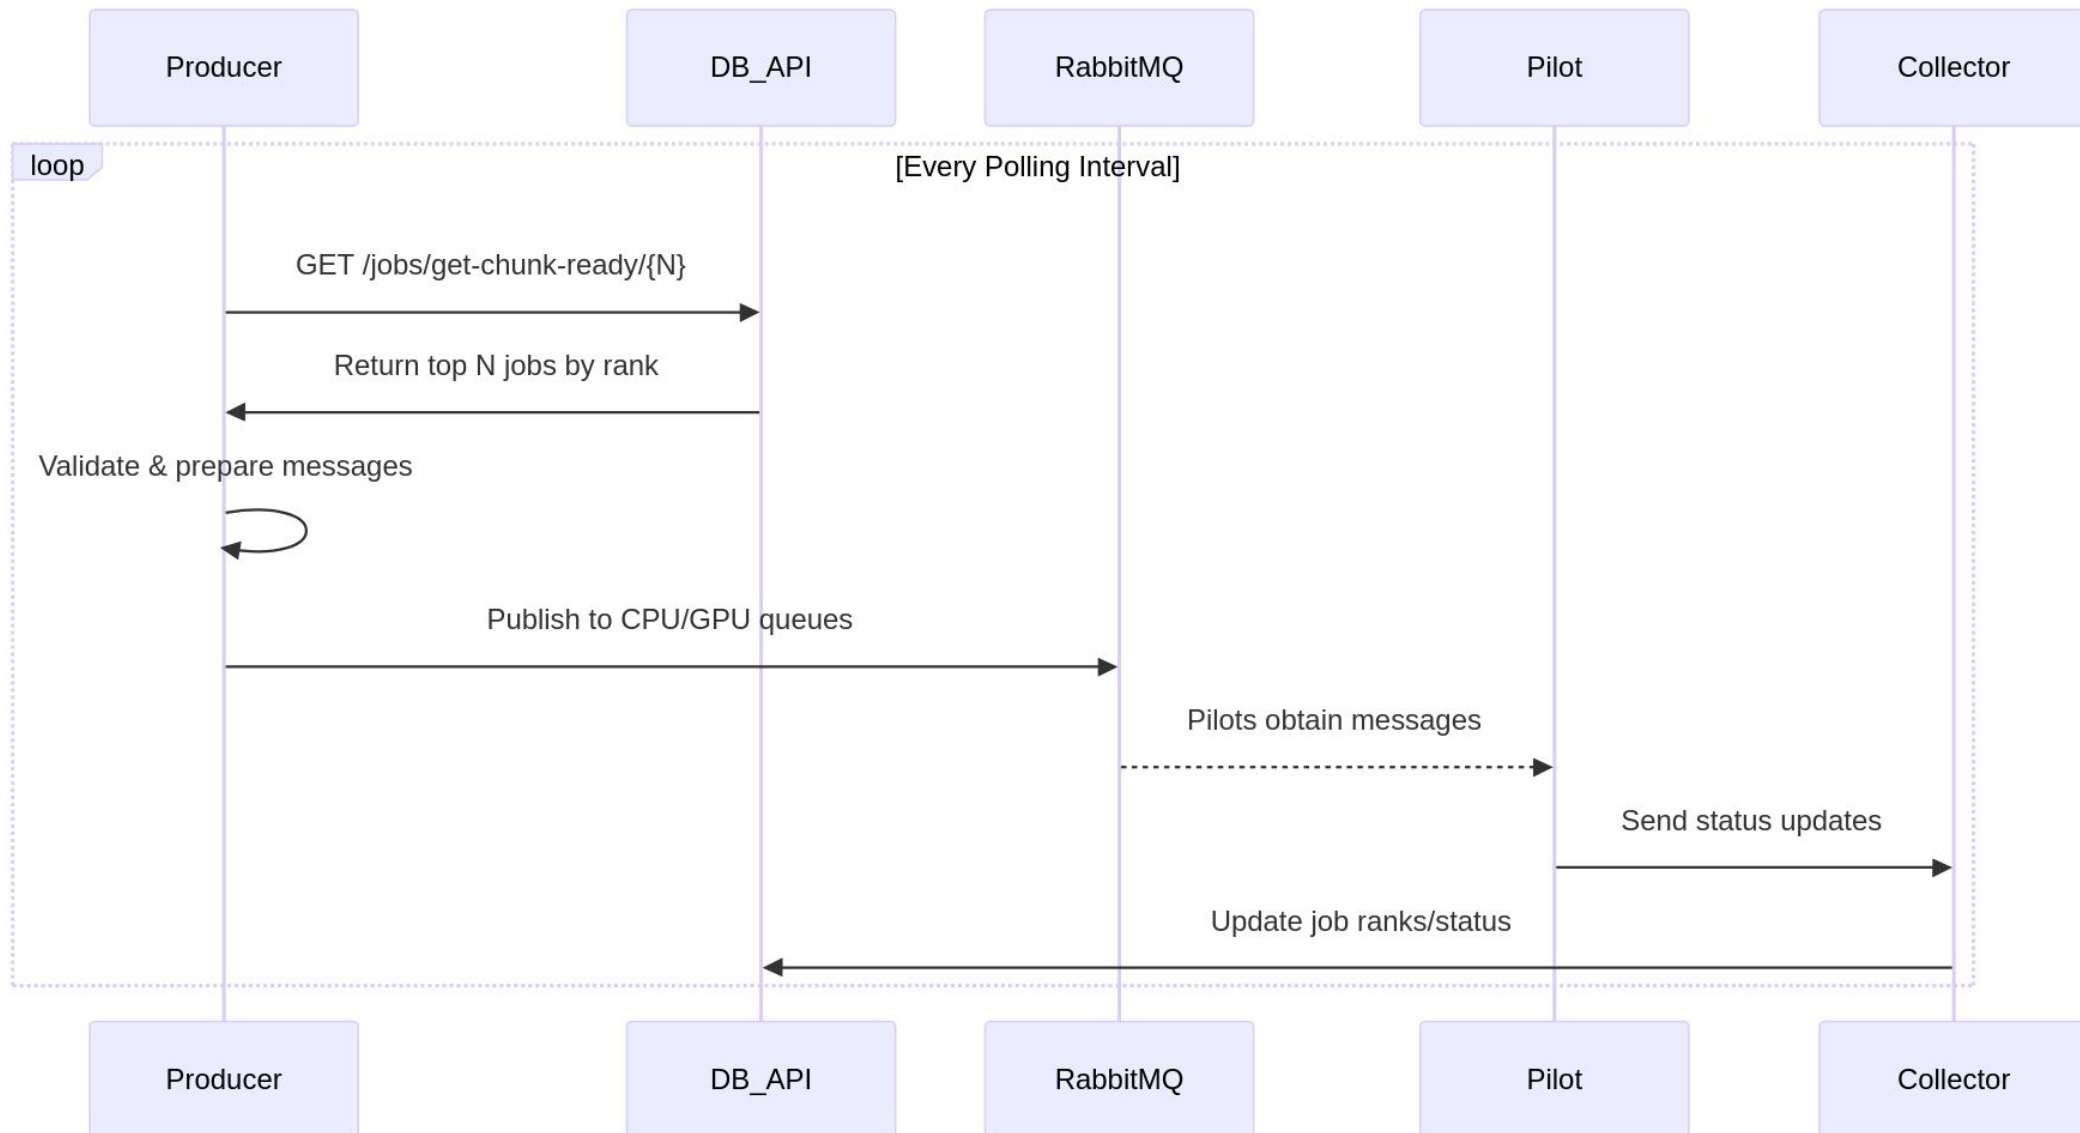 Producer
DB_API
RabbitMQ
Pilot
Collector
loop
[Every Polling Interval]
GET /jobs/get-chunk-ready/{N}
Return top N jobs by rank
Validate & prepare messages
Publish to CPU/GPU queues
Pilots obtain messages
Send status updates
Update job ranks/status
Producer
DB_API
RabbitMQ
Pilot
Collector